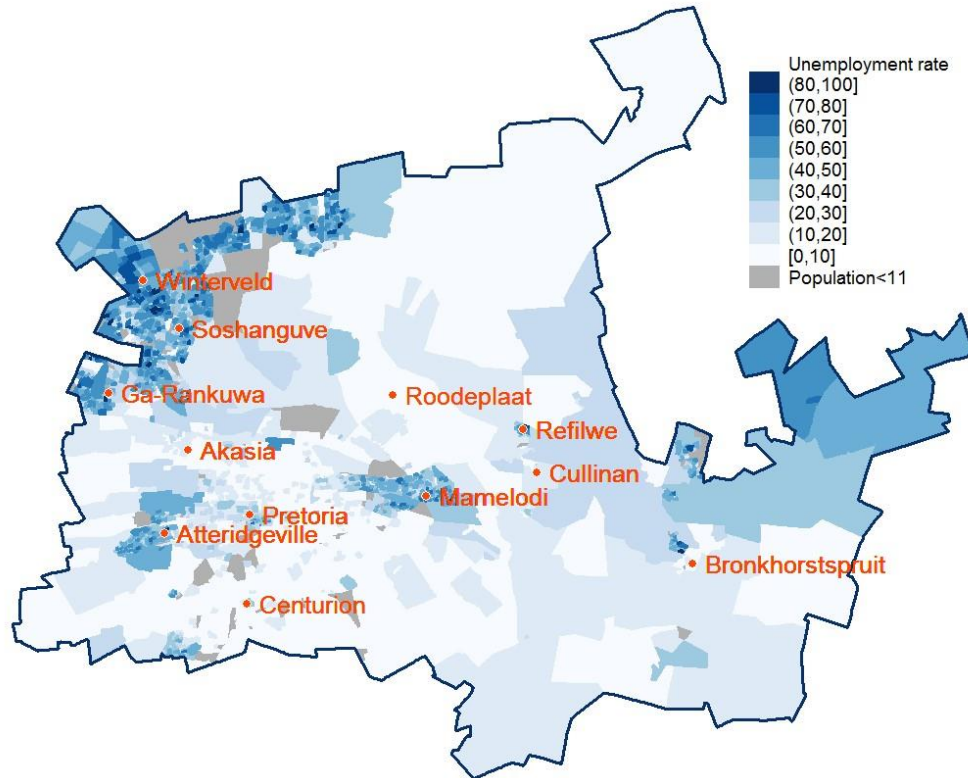 Unemployment rate
(80,100]
(70,80]
(60,70]
(50,60]
(40,50]
(30,40]
(20,30]
(10,20]
[0,10]
Population<11
Winterveld
Soshanguve
Ga-Rankuwa
Roodeplaat
Refilwe
Akasia
Cullinan
Mamelodi
Pretoria
Atteridgeville
Bronkhorstspruit
Centurion